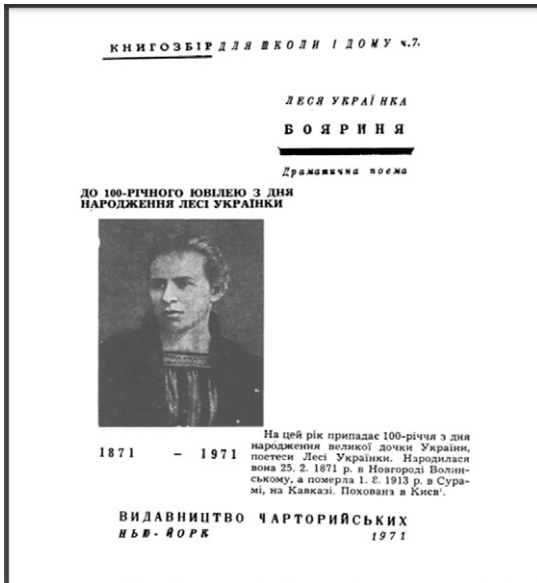 КНИГОЗБІР ДЛЯ ШКОЛИ І ДОМУ ч.7.
ЛЕСЯ УКРАЇНКА
БОЯРИНЯ
Драматична поема
ДО 100-РІЧНОГО ЮВІЛЕЮ З ДНЯ
НАРОДЖЕННЯ ЛЕСІ УКРАЇНКИ
1871 – 1971
На цей рік припадає 100-річчя з дня
народження великої дочки України,
поетеси Лесі Українки. Народилася
вона 25. 2. 1871 р. в Новгороді Волин-
ському, а померла 1. 8. 1913 р. в Сура-
мі, на Кавказі. Похована в Києві.
ВИДАВНИЦТВО ЧАРТОРИЙСЬКИХ
НЬЮ-ЙОРК 1971